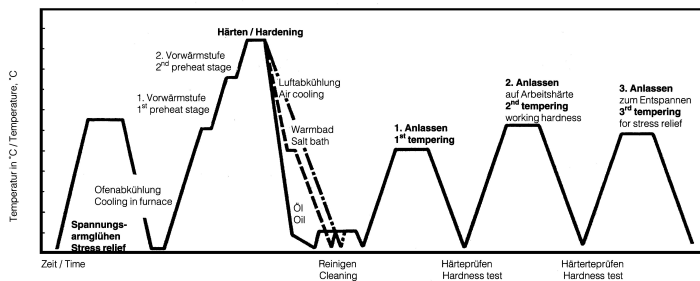 Temperatur in °C / Temperature, °C
Härten / Hardening
2. Vorwärmstufe
2nd preheat stage
1. Vorwärmstufe
1st preheat stage
Luftabkühlung
Air cooling
Warmbad
Salt bath
Öl
Oil
Ofenabkühlung
Cooling in furnace
Spannungs-
armglühen
Stress relief
1. Anlassen
1st tempering
2. Anlassen
auf Arbeitshärte
2nd tempering
working hardness
3. Anlassen
zum Entspannen
3rd tempering
for stress relief
Zeit / Time
Reinigen
Cleaning
Härteprüfen
Hardness test
Härterteprüfen
Hardness test